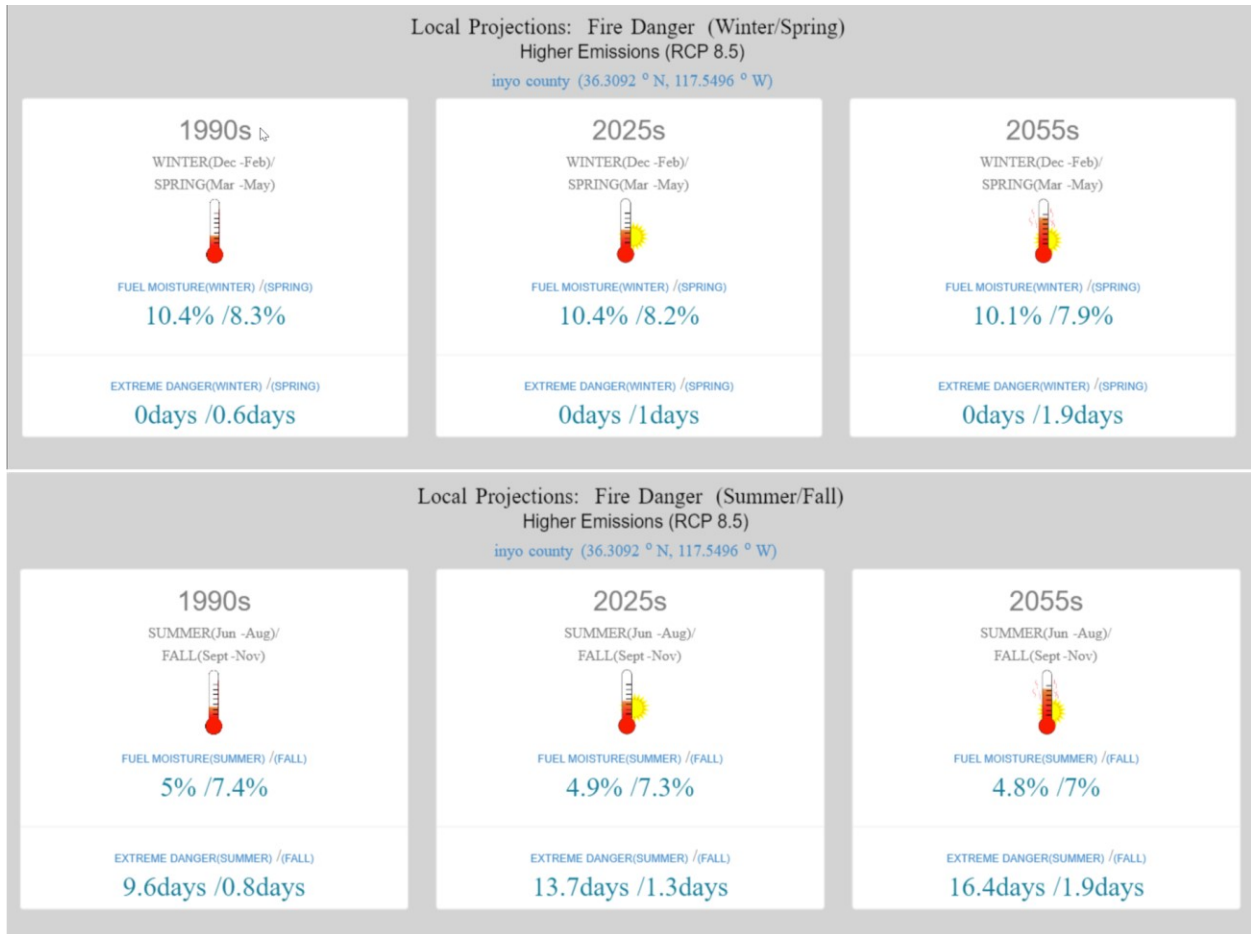 Local Projections: Fire Danger (Winter/Spring)
Higher Emissions (RCP 8.5)
inyo county (36.3092 ° N, 117.5496 ° W)
1990s
WINTER(Dec -Feb)/
SPRING(Mar -May)
FUEL MOISTURE(WINTER) /(SPRING)
10.4% /8.3%
EXTREME DANGER(WINTER) /(SPRING)
0days /0.6days
2025s
WINTER(Dec -Feb)/
SPRING(Mar -May)
FUEL MOISTURE(WINTER) /(SPRING)
10.4% /8.2%
EXTREME DANGER(WINTER) /(SPRING)
0days /1days
2055s
WINTER(Dec -Feb)/
SPRING(Mar -May)
FUEL MOISTURE(WINTER) /(SPRING)
10.1% /7.9%
EXTREME DANGER(WINTER) /(SPRING)
0days /1.9days
Local Projections: Fire Danger (Summer/Fall)
Higher Emissions (RCP 8.5)
inyo county (36.3092 ° N, 117.5496 ° W)
1990s
SUMMER(Jun -Aug)/
FALL(Sept -Nov)
FUEL MOISTURE(SUMMER) /(FALL)
5% /7.4%
EXTREME DANGER(SUMMER) /(FALL)
9.6days /0.8days
2025s
SUMMER(Jun -Aug)/
FALL(Sept -Nov)
FUEL MOISTURE(SUMMER) /(FALL)
4.9% /7.3%
EXTREME DANGER(SUMMER) /(FALL)
13.7days /1.3days
2055s
SUMMER(Jun -Aug)/
FALL(Sept -Nov)
FUEL MOISTURE(SUMMER) /(FALL)
4.8% /7%
EXTREME DANGER(SUMMER) /(FALL)
16.4days /1.9days